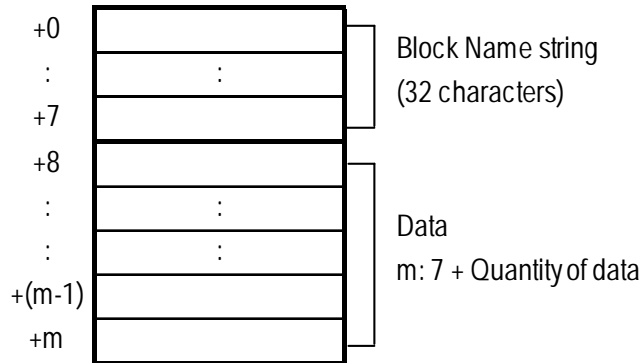 +0
: :
+7
Block Name string
(32 characters)
+8
: :
: :
+(m-1)
+m
Data
m: 7 + Quantity of data